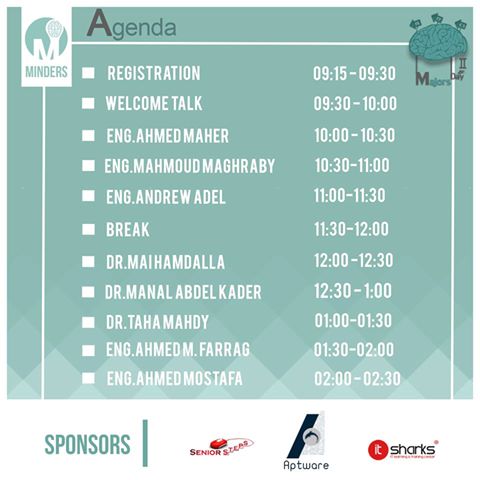 M
MINDERS
Agenda
Majors Day II
REGISTRATION 09:15 - 09:30
WELCOME TALK 09:30 - 10:00
ENG.AHMED MAHER 10:00 - 10:30
ENG.MAHMOUD MAGHRABY 10:30-11:00
ENG.ANDREW ADEL 11:00-11:30
BREAK 11:30-12:00
DR.MAI HAMDALLA 12:00 -12:30
DR.MANAL ABDEL KADER 12:30 - 1:00
DR.TAHA MAHDY 01:00-01:30
ENG.AHMED M. FARRAG 01:30-02:00
ENG.AHMED MOSTAFA 02:00 - 02:30
SPONSORS
SENIOR STEPS
Aptware
it sharks